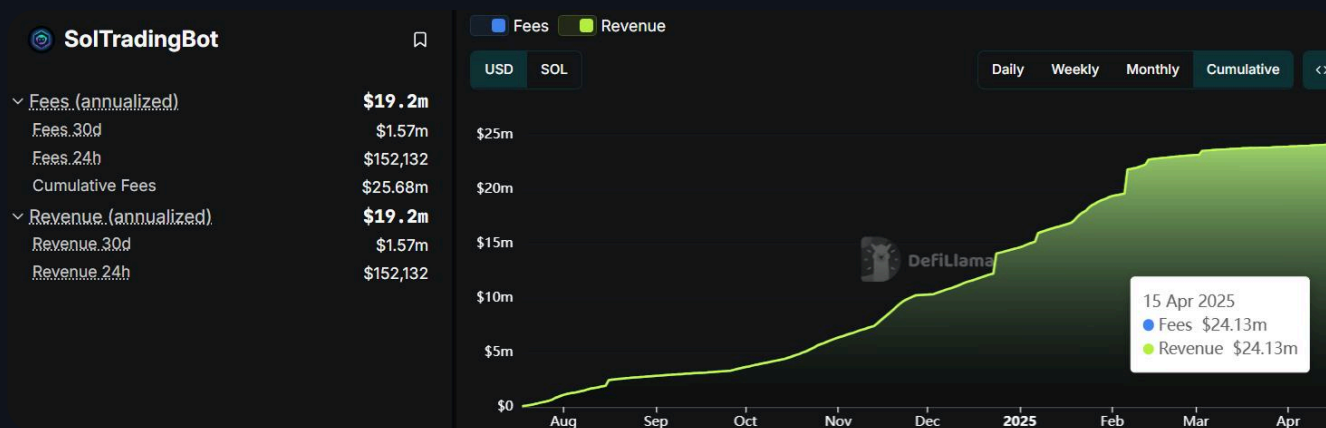 SolTradingBot
Fees (annualized) $19.2m
Fees 30d $1.57m
Fees 24h $152,132
Cumulative Fees $25.68m
Revenue (annualized) $19.2m
Revenue 30d $1.57m
Revenue 24h $152,132
Fees Revenue
USD SOL Daily Weekly Monthly Cumulative
$25m
$20m
$15m
$10m
$5m
$0
DefiLlama
15 Apr 2025
Fees $24.13m
Revenue $24.13m
Aug Sep Oct Nov Dec 2025 Feb Mar Apr